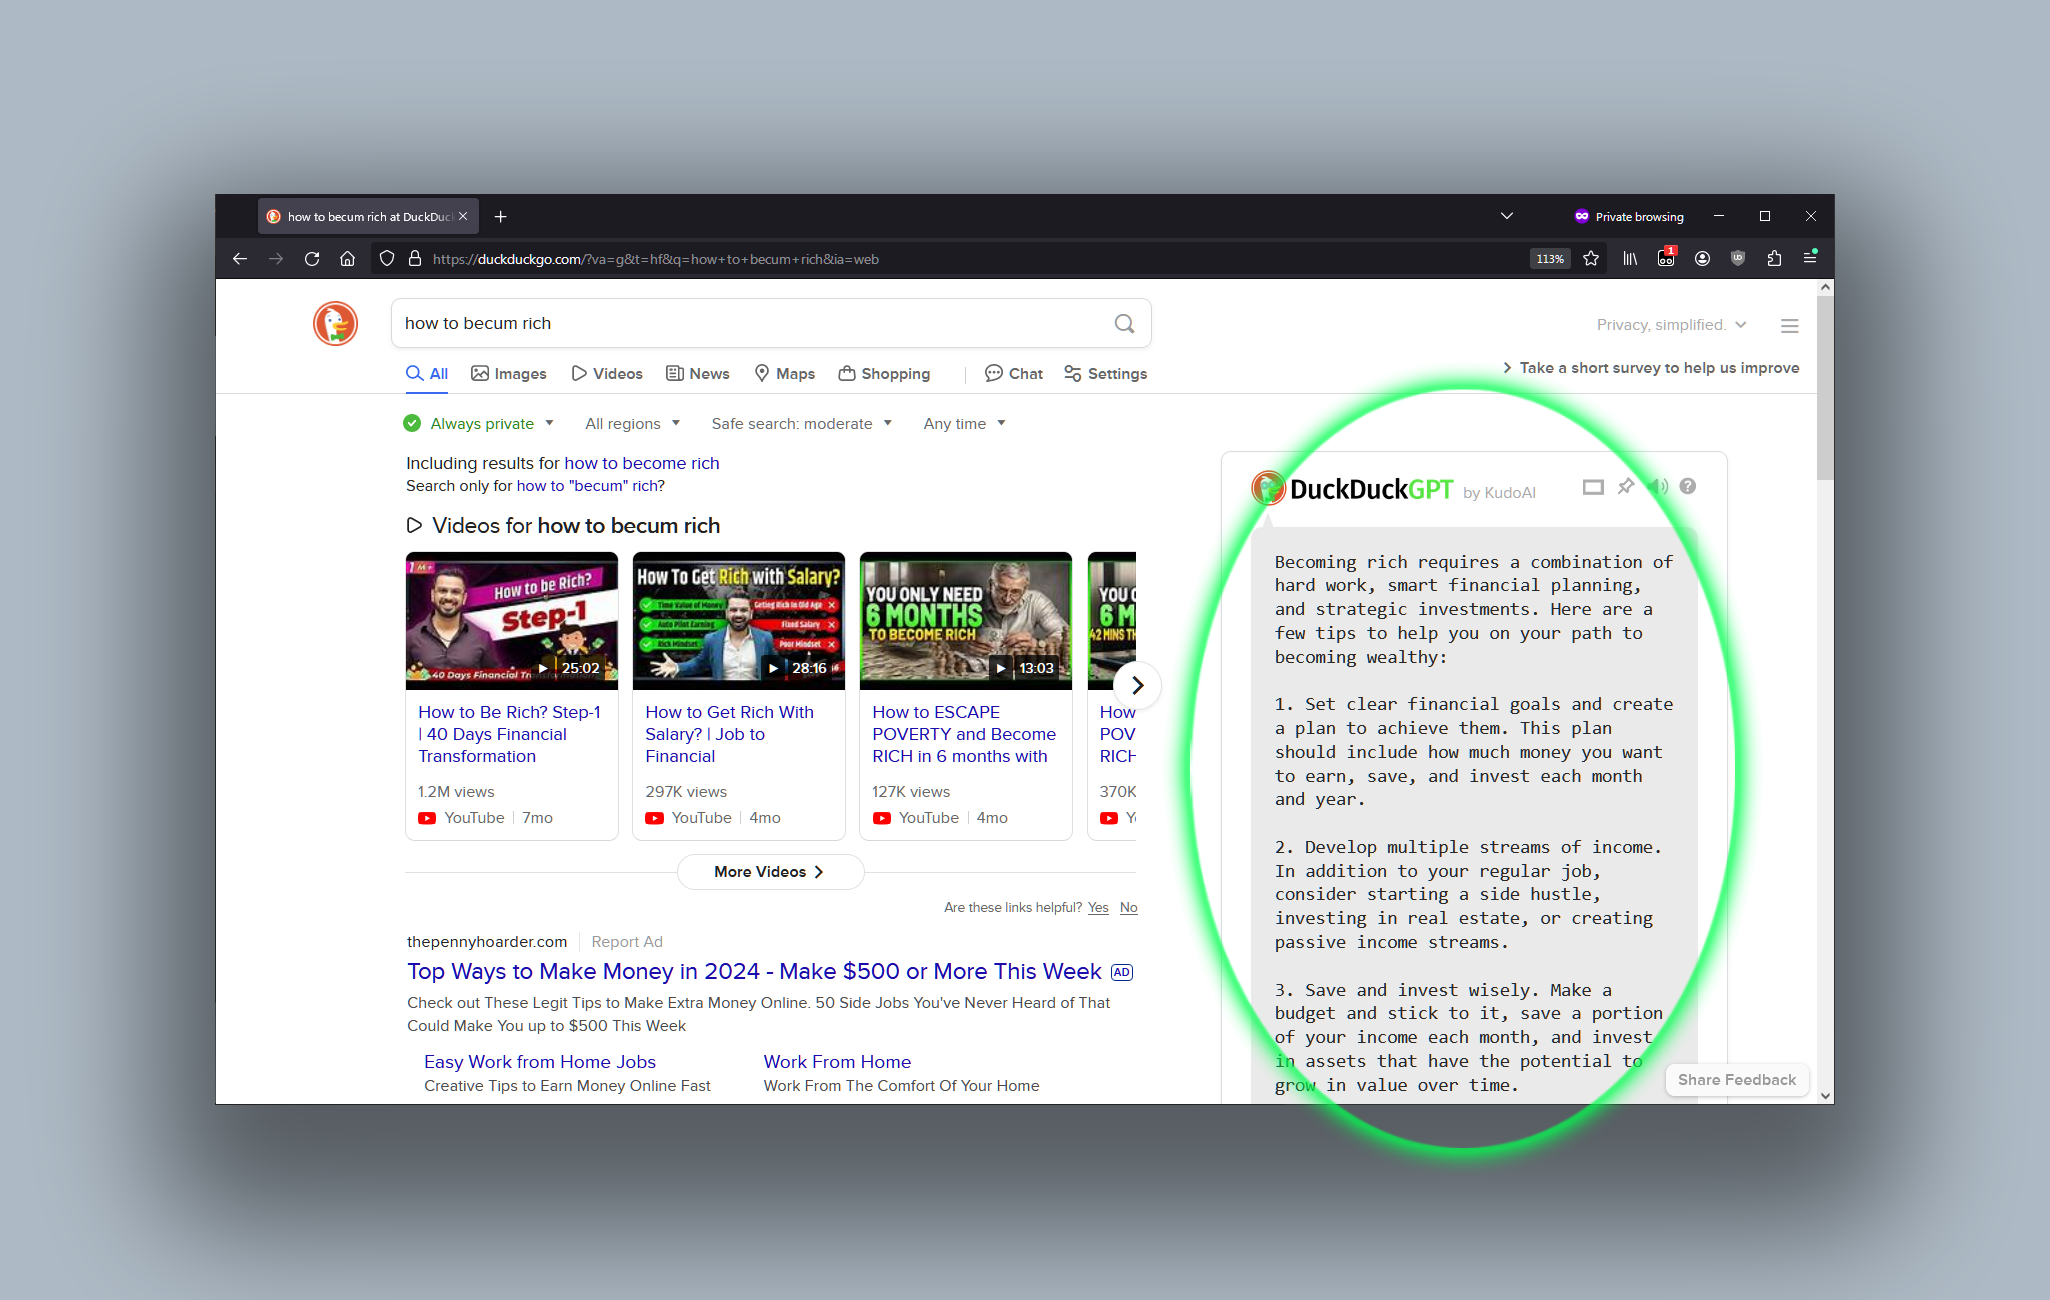 how to becum rich at DuckDuc
Private browsing
https://duckduckgo.com/?va=g&t=hf&q=how+to+becum+rich&ia=web
113%
1
how to becum rich
Privacy, simplified.
All
Images
Videos
News
Maps
Shopping
Chat
Settings
Take a short survey to help us improve
Always private
All regions
Safe search: moderate
Any time
Including results for how to become rich
Search only for how to "becum" rich?
Videos for how to becum rich
1 M+
How to be Rich?
Step-1
25:02
40 Days Financial
How To Get Rich with Salary?
Time Value of Money
Auto Pilot Earning
Rich Mindset
Geting Rich In Old Age
Fixed Salary
Poor Mindset
28:16
YOU ONLY NEED
6 MONTHS
TO BECOME RICH
13:03
YOU O
6 M
42 MINS TH
How to Be Rich? Step-1
| 40 Days Financial
Transformation
1.2M views
YouTube
7mo
How to Get Rich With
Salary? | Job to
Financial
297K views
YouTube
4mo
How to ESCAPE
POVERTY and Become
RICH in 6 months with
127K views
YouTube
4mo
How
POV
RICH
370K
Y
More Videos
Are these links helpful? Yes No
thepennyhoarder.com
Report Ad
Top Ways to Make Money in 2024 - Make $500 or More This Week AD
Check out These Legit Tips to Make Extra Money Online. 50 Side Jobs You've Never Heard of That
Could Make You up to $500 This Week
Easy Work from Home Jobs
Creative Tips to Earn Money Online Fast
Work From Home
Work From The Comfort Of Your Home
DuckDuckGPT by KudoAI
Becoming rich requires a combination of
hard work, smart financial planning,
and strategic investments. Here are a
few tips to help you on your path to
becoming wealthy:
1. Set clear financial goals and create
a plan to achieve them. This plan
should include how much money you want
to earn, save, and invest each month
and year.
2. Develop multiple streams of income.
In addition to your regular job,
consider starting a side hustle,
investing in real estate, or creating
passive income streams.
3. Save and invest wisely. Make a
budget and stick to it, save a portion
of your income each month, and invest
in assets that have the potential to
grow in value over time.
Share Feedback